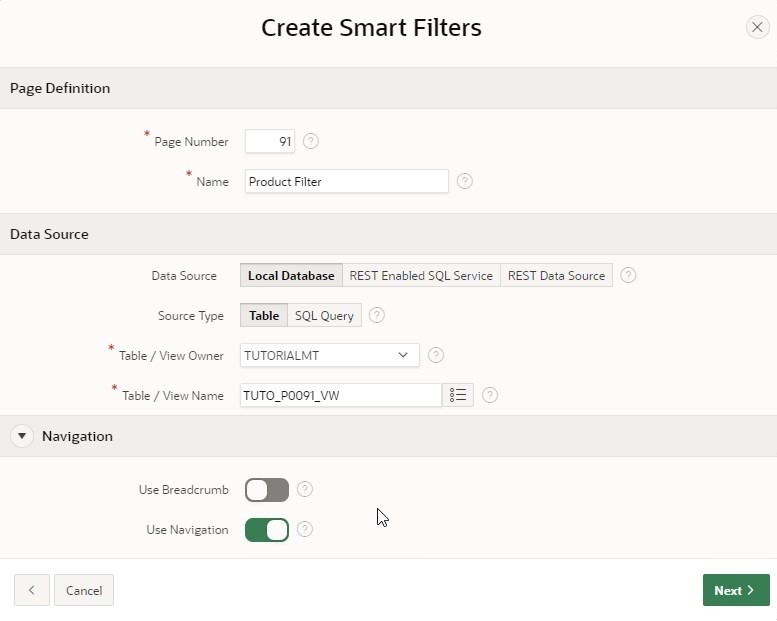 Create Smart Filters
Page Definition
* Page Number 91 ?
* Name Product Filter ?
Data Source
Data Source Local Database REST Enabled SQL Service REST Data Source ?
Source Type Table SQL Query ?
* Table / View Owner TUTORIALMT ?
* Table / View Name TUTO_P0091_VW ?
Navigation
Use Breadcrumb ?
Use Navigation ?
Cancel Next